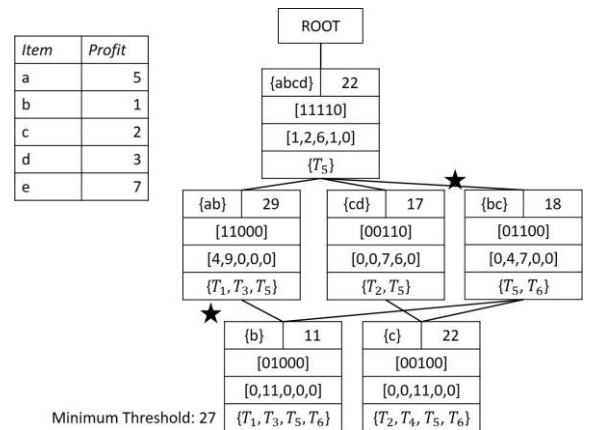 ROOT
Item Profit
a 5
b 1
c 2
d 3
e 7
{abcd} 22
[11110]
[1,2,6,1,0]
{T₅}
{ab} 29
[11000]
[4,9,0,0,0]
{T₁, T₃, T₅}
{cd} 17
[00110]
[0,0,7,6,0]
{T₂, T₅}
{bc} 18
[01100]
[0,4,7,0,0]
{T₅, T₆}
{b} 11
[01000]
[0,11,0,0,0]
{T₁, T₃, T₅, T₆}
{c} 22
[00100]
[0,0,11,0,0]
{T₂, T₄, T₅, T₆}
Minimum Threshold: 27